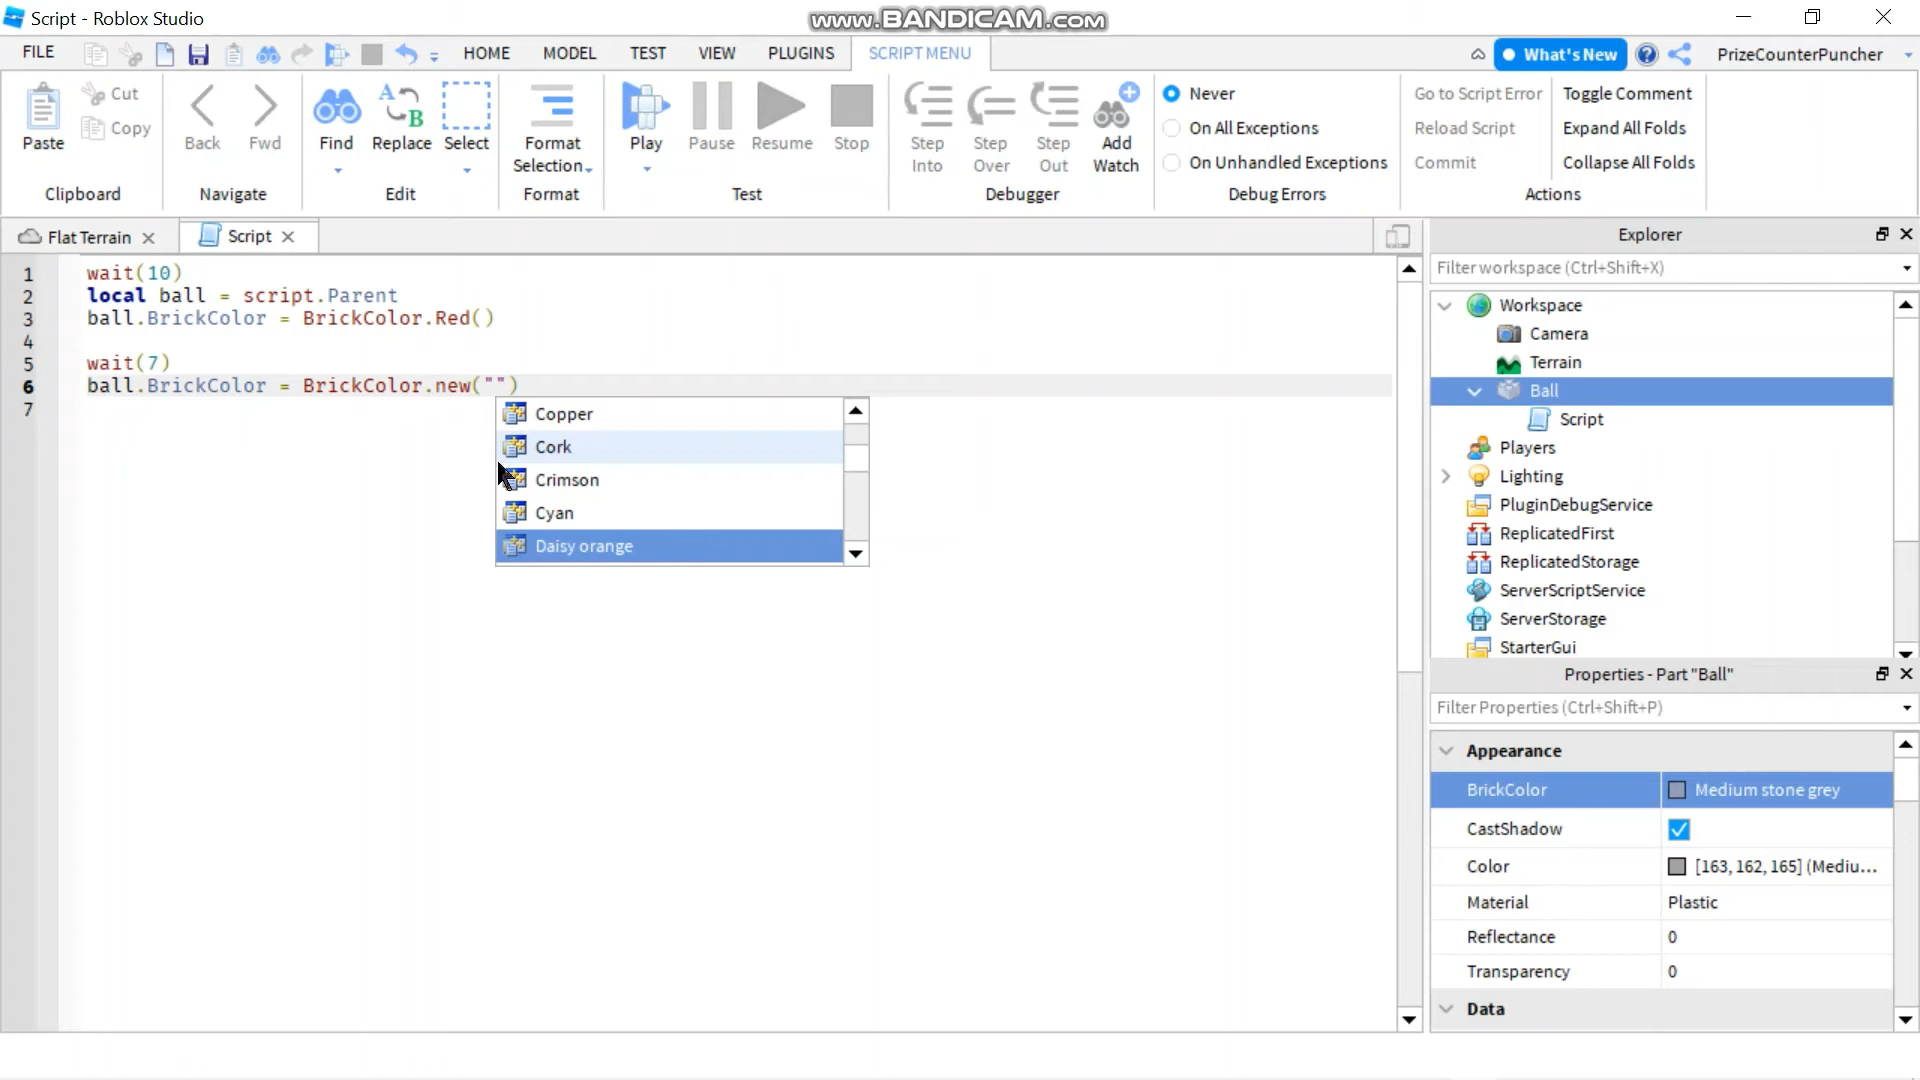 Script - Roblox Studio
www.BANDICAM.com
FILE HOME MODEL TEST VIEW PLUGINS SCRIPT MENU What's New PrizeCounterPuncher
Paste Cut Copy
Clipboard
Back Fwd
Navigate
Find Replace Select
Edit
Format Selection
Format
Play Pause Resume Stop
Test
Step Into Step Over Step Out Add Watch
Debugger
Never
On All Exceptions
On Unhandled Exceptions
Debug Errors
Go to Script Error Toggle Comment
Reload Script Expand All Folds
Commit Collapse All Folds
Actions
Flat Terrain
Script
1 wait(10)
2 local ball = script.Parent
3 ball.BrickColor = BrickColor.Red()
4
5 wait(7)
6 ball.BrickColor = BrickColor.new("")
7
Copper
Cork
Crimson
Cyan
Daisy orange
Explorer
Filter workspace (Ctrl+Shift+X)
Workspace
Camera
Terrain
Ball
Script
Players
Lighting
PluginDebugService
ReplicatedFirst
ReplicatedStorage
ServerScriptService
ServerStorage
StarterGui
Properties - Part "Ball"
Filter Properties (Ctrl+Shift+P)
Appearance
BrickColor Medium stone grey
CastShadow
Color [163, 162, 165] (Mediu...
Material Plastic
Reflectance 0
Transparency 0
Data